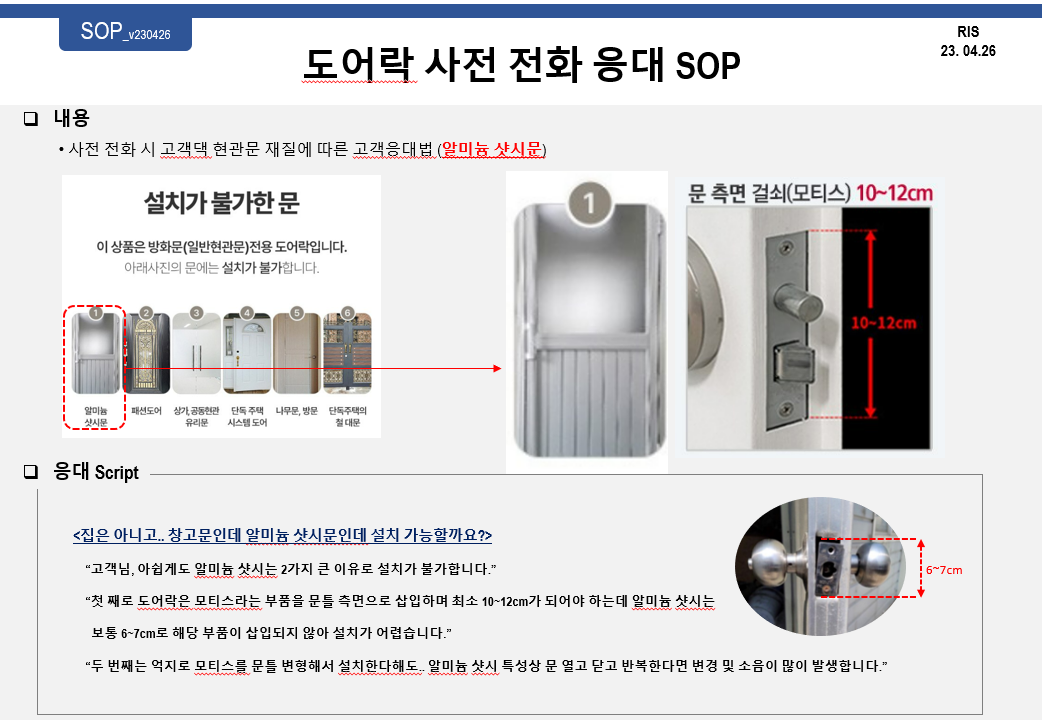 SOP_v230426
RIS
23. 04.26
도어락 사전 전화 응대 SOP
❑ 내용
• 사전 전화 시 고객댁 현관문 재질에 따른 고객응대법 (알미늄 샷시문)
설치가 불가한 문
이 상품은 방화문(일반현관문)전용 도어락입니다.
아래사진의 문에는 설치가 불가합니다.
1 2 3 4 5 6
알미늄 샷시문
패션도어
상가,공동현관 유리문
단독 주택 시스템 도어
나무문, 방문
단독주택의 철 대문
1
문 측면 걸쇠(모티스) 10~12cm
10~12cm
❑ 응대 Script
<집은 아니고.. 창고문인데 알미늄 샷시문인데 설치 가능할까요?>
“고객님, 아쉽게도 알미늄 샷시는 2가지 큰 이유로 설치가 불가합니다.”
“첫 째로 도어락은 모티스라는 부품을 문틀 측면으로 삽입하며 최소 10~12cm가 되어야 하는데 알미늄 샷시는
보통 6~7cm로 해당 부품이 삽입되지 않아 설치가 어렵습니다.”
“두 번째는 억지로 모티스를 문틀 변형해서 설치한다해도.. 알미늄 샷시 특성상 문 열고 닫고 반복한다면 변경 및 소음이 많이 발생합니다.”
6~7cm